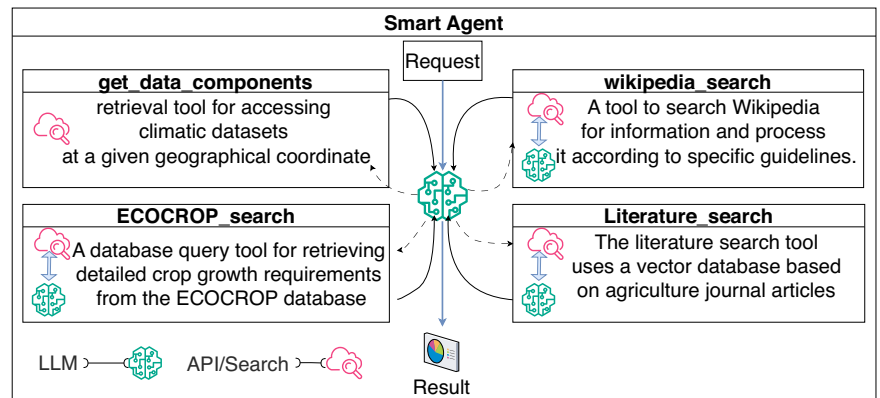 Smart Agent
Request
get_data_components
retrieval tool for accessing
climatic datasets
at a given geographical coordinate
wikipedia_search
A tool to search Wikipedia
for information and process
it according to specific guidelines.
ECOCROP_search
A database query tool for retrieving
detailed crop growth requirements
from the ECOCROP database
Literature_search
The literature search tool
uses a vector database based
on agriculture journal articles
LLM
API/Search
Result